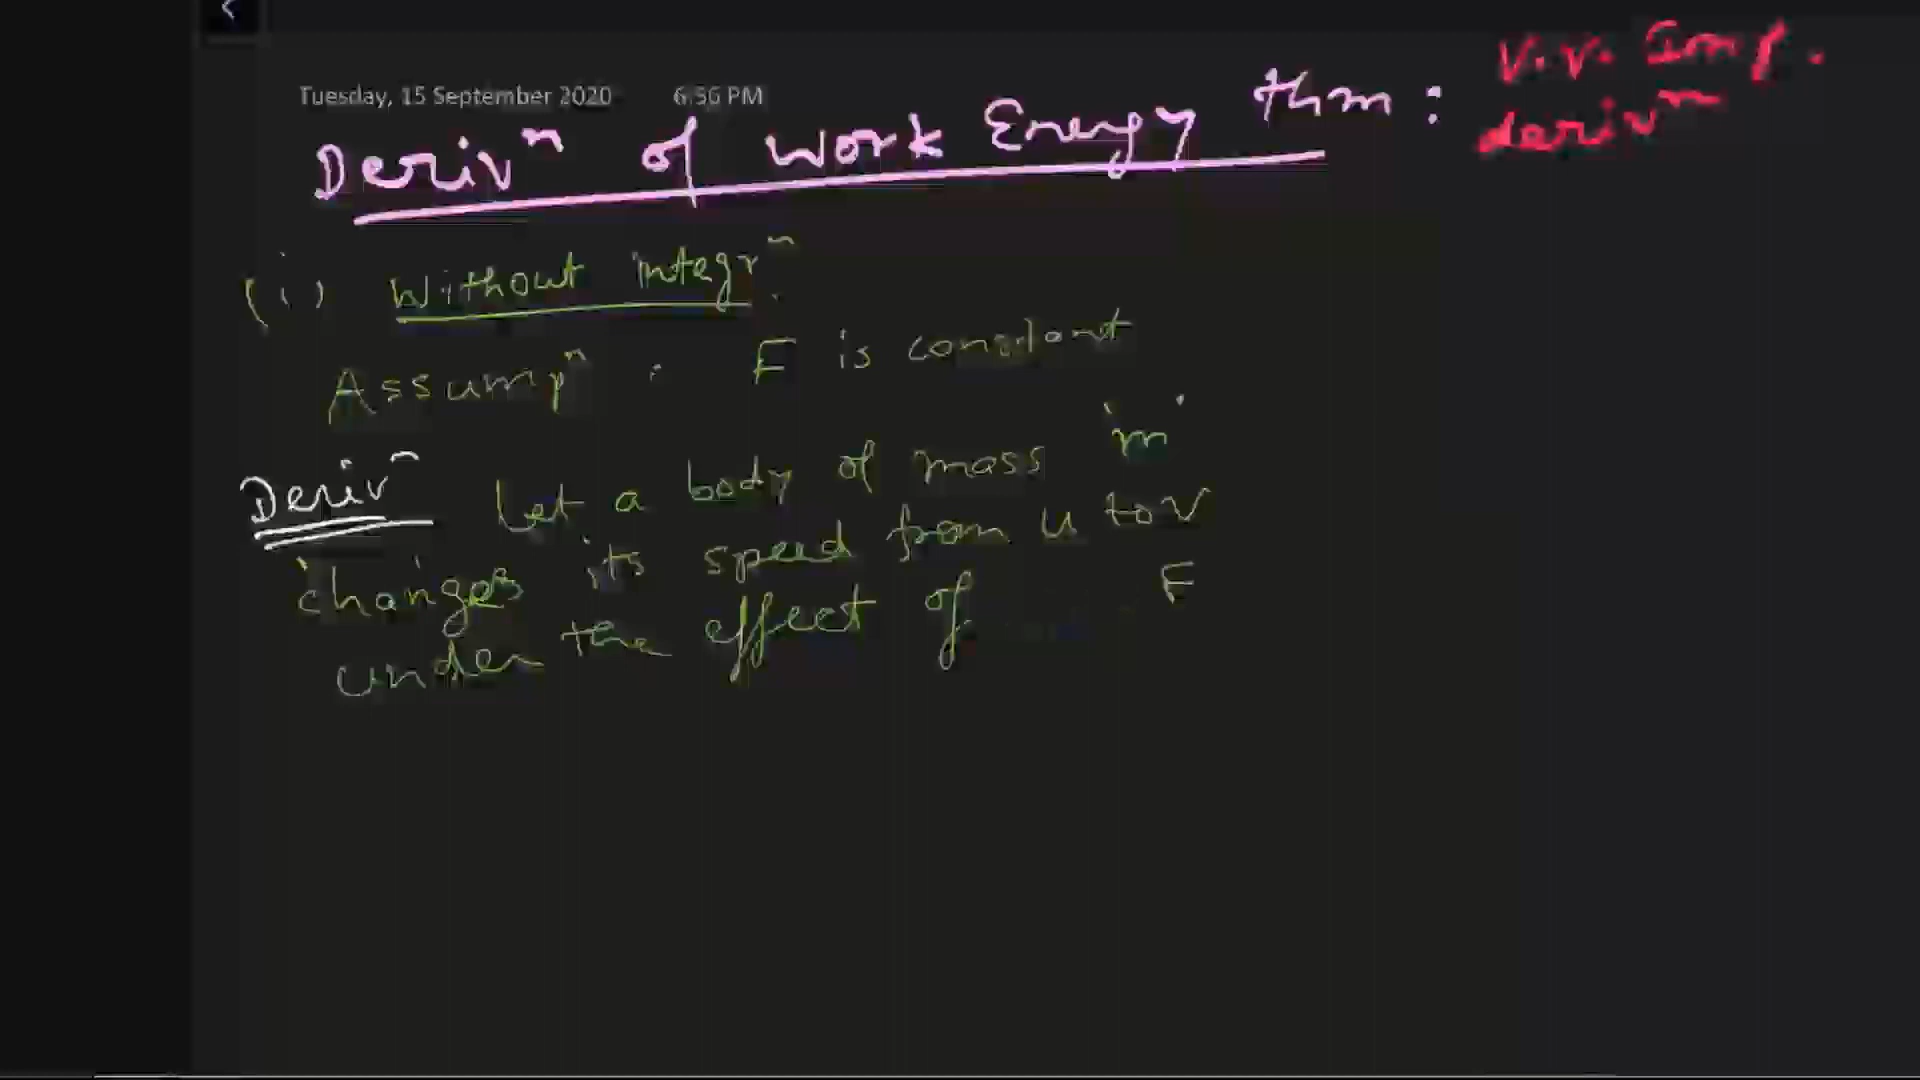 Tuesday, 15 September 2020 6:56 PM
V.V. Imp.
derivⁿ
Derivⁿ of Work Energy thm :
(i) Without integrⁿ.
Assumpⁿ. F is constant
Derivⁿ Let a body of mass 'm'
changes its speed from u to v
under the effect of F